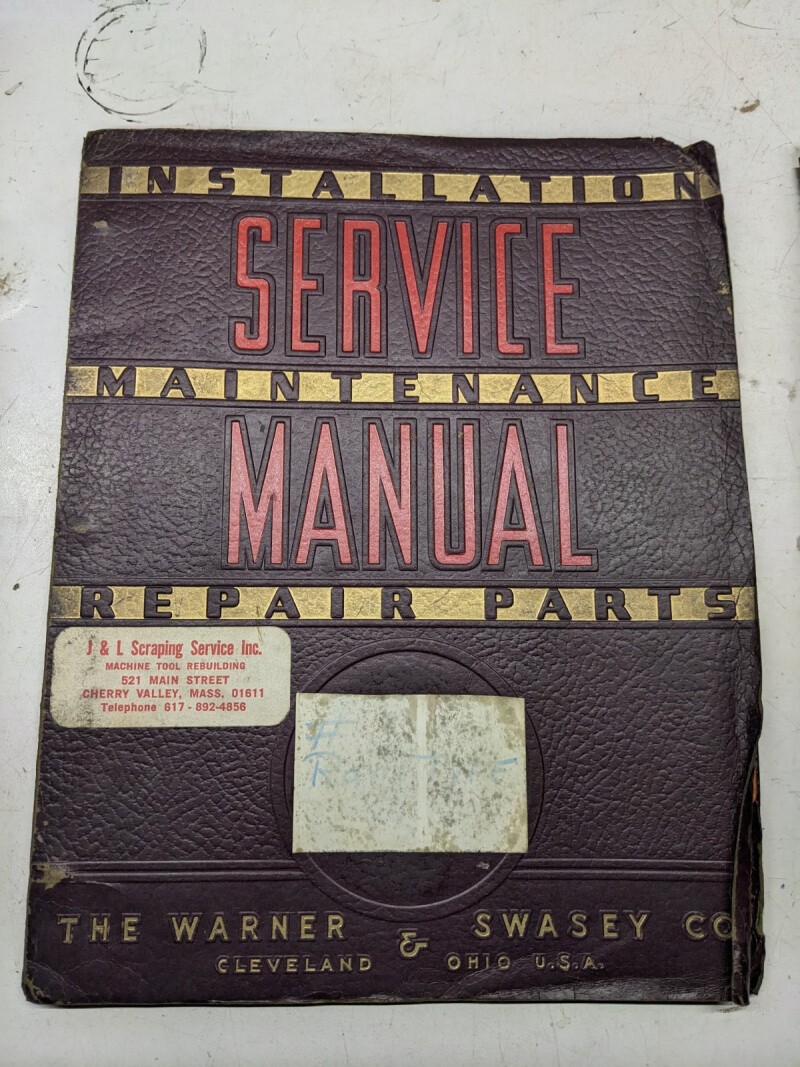 INSTALLATION
SERVICE
MAINTENANCE
MANUAL
REPAIR PARTS
J & L Scraping Service Inc.
MACHINE TOOL REBUILDING
521 MAIN STREET
CHERRY VALLEY, MASS. 01611
Telephone 617 - 892-4856
#
THE WARNER & SWASEY CO
CLEVELAND OHIO U.S.A.